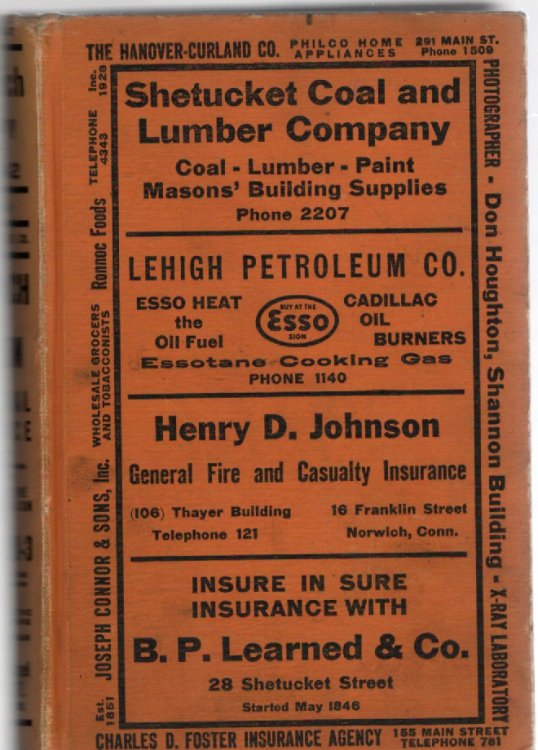 THE HANOVER-CURLAND CO. PHILCO HOME APPLIANCES 291 MAIN ST. Phone 1509
Shetucket Coal and
Lumber Company
Coal - Lumber - Paint
Masons' Building Supplies
Phone 2207
LEHIGH PETROLEUM CO.
ESSO HEAT
the
Oil Fuel
BUY AT THE
Esso
SIGN
CADILLAC
OIL
BURNERS
Essotane Cooking Gas
PHONE 1140
Henry D. Johnson
General Fire and Casualty Insurance
(106) Thayer Building 16 Franklin Street
Telephone 121 Norwich, Conn.
INSURE IN SURE
INSURANCE WITH
B. P. Learned & Co.
28 Shetucket Street
Started May 1846
CHARLES D. FOSTER INSURANCE AGENCY 155 MAIN STREET TELEPHONE 781
Est. 1851 JOSEPH CONNOR & SONS, Inc. WHOLESALE GROCERS AND TOBACCONISTS Ronnoc Foods TELEPHONE 4343 Inc. 1928
PHOTOGRAPHER - Don Houghton, Shannon Building - X-RAY LABORATORY